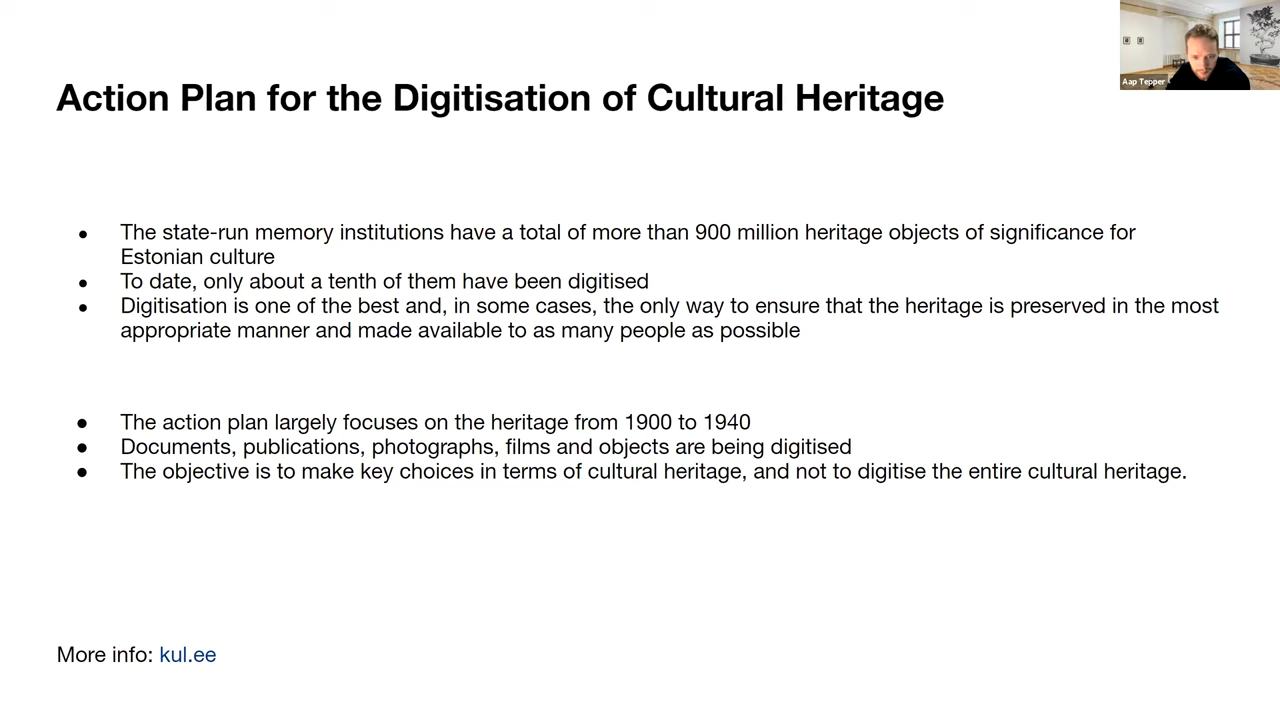 Aap Tepper
Action Plan for the Digitisation of Cultural Heritage
● The state-run memory institutions have a total of more than 900 million heritage objects of significance for
Estonian culture
● To date, only about a tenth of them have been digitised
● Digitisation is one of the best and, in some cases, the only way to ensure that the heritage is preserved in the most
appropriate manner and made available to as many people as possible
● The action plan largely focuses on the heritage from 1900 to 1940
● Documents, publications, photographs, films and objects are being digitised
● The objective is to make key choices in terms of cultural heritage, and not to digitise the entire cultural heritage.
More info: kul.ee